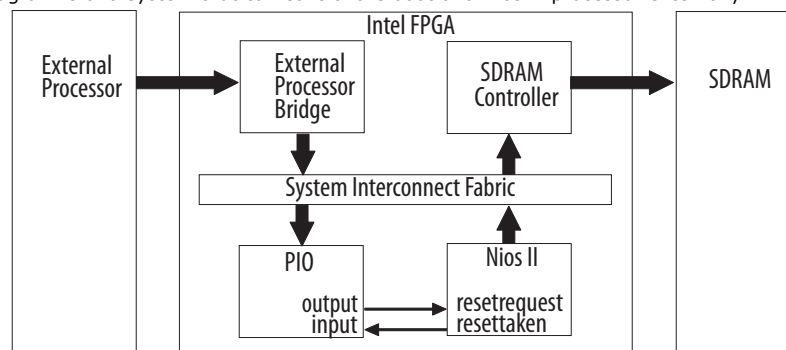 Intel FPGA
External
Processor
External
Processor
Bridge
SDRAM
Controller
SDRAM
System Interconnect Fabric
PIO
output
input
Nios II
resetrequest
resettaken